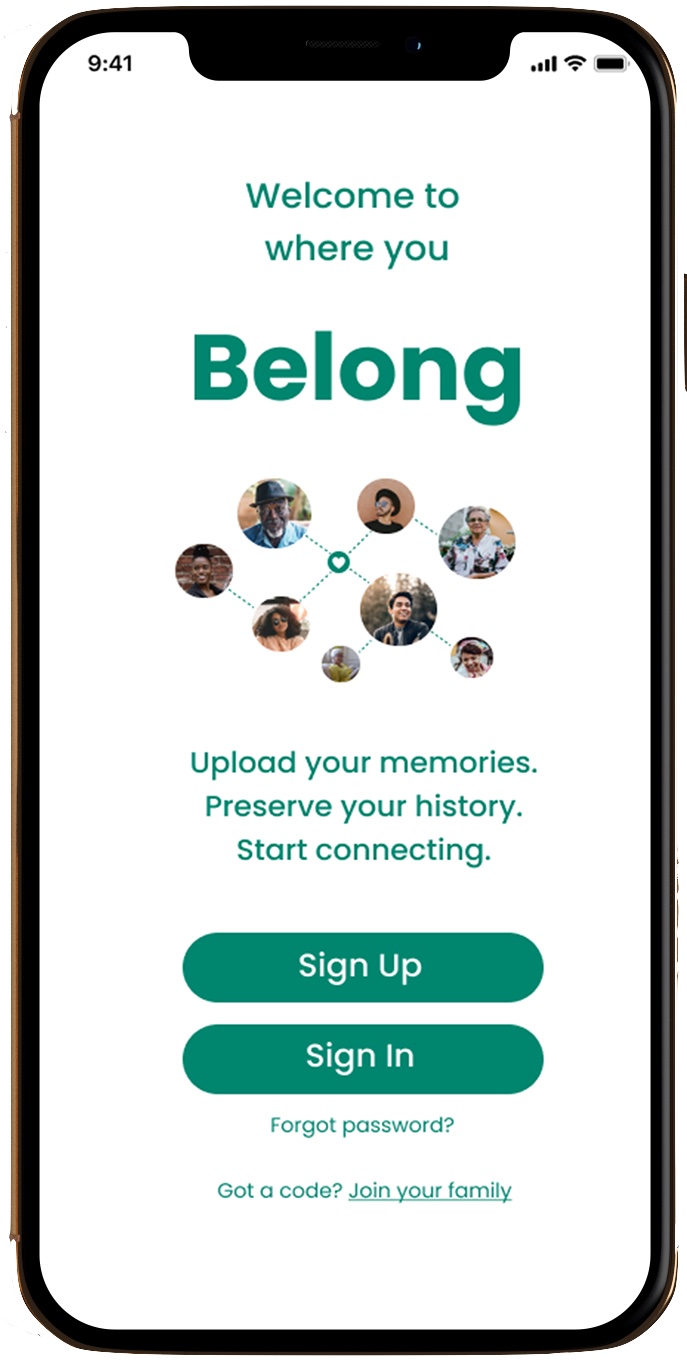 9:41
Welcome to
where you
Belong
Upload your memories.
Preserve your history.
Start connecting.
Sign Up
Sign In
Forgot password?
Got a code? Join your family